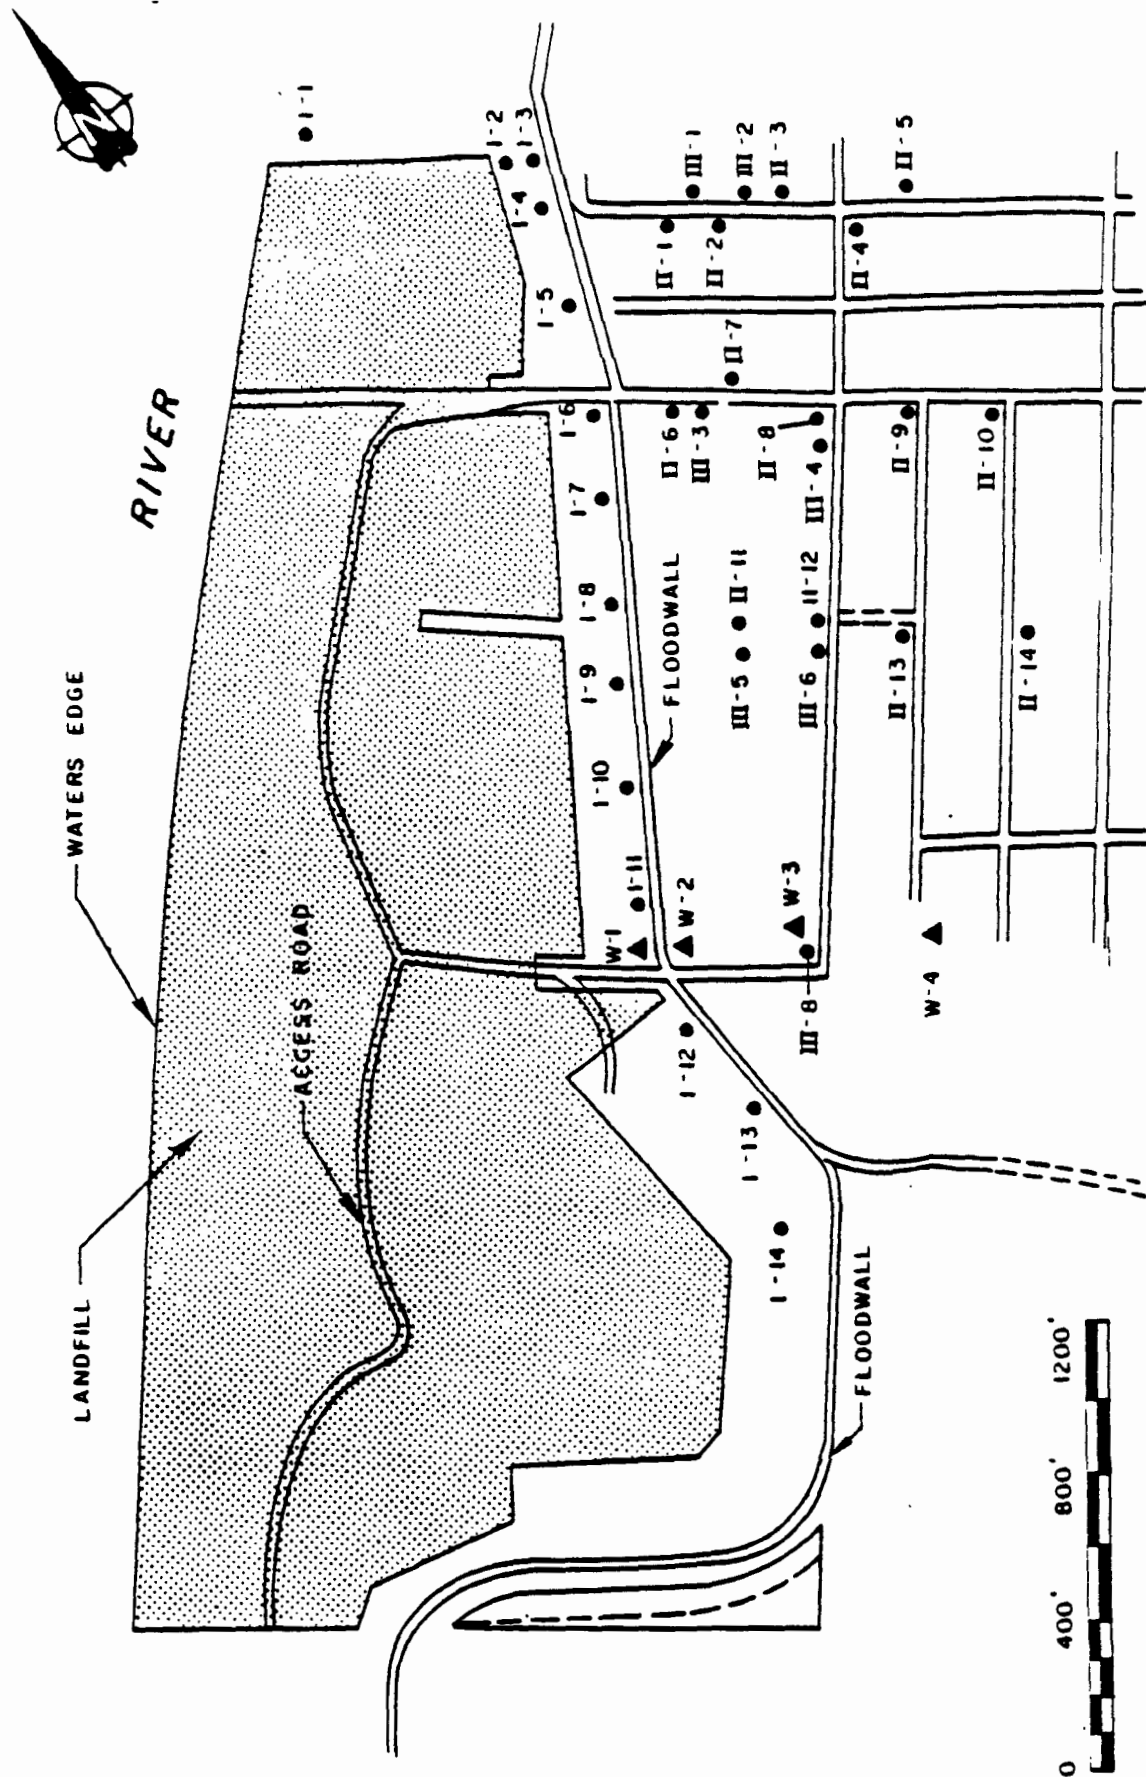 N
RIVER
WATERS EDGE
LANDFILL
ACCESS ROAD
I-1
I-2
I-3
I-4
I-5
I-6
I-7
I-8
I-9
I-10
I-11
I-12
I-13
I-14
FLOODWALL
FLOODWALL
III-1
III-2
II-3
II-5
II-1
II-2
II-4
II-7
II-6
III-3
II-8
III-4
II-9
II-10
II-11
III-5
11-12
III-6
II-13
II-14
W-1
W-2
W-3
III-8
W-4
0 400' 800' 1200'